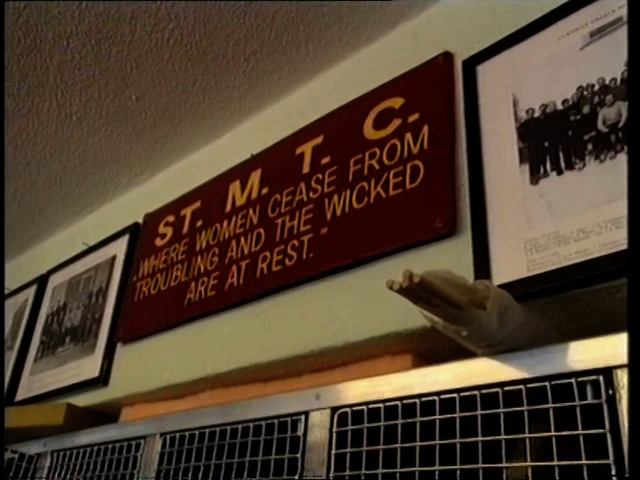 ST. M. T. C.
"WHERE WOMEN CEASE FROM
TROUBLING AND THE WICKED
ARE AT REST."